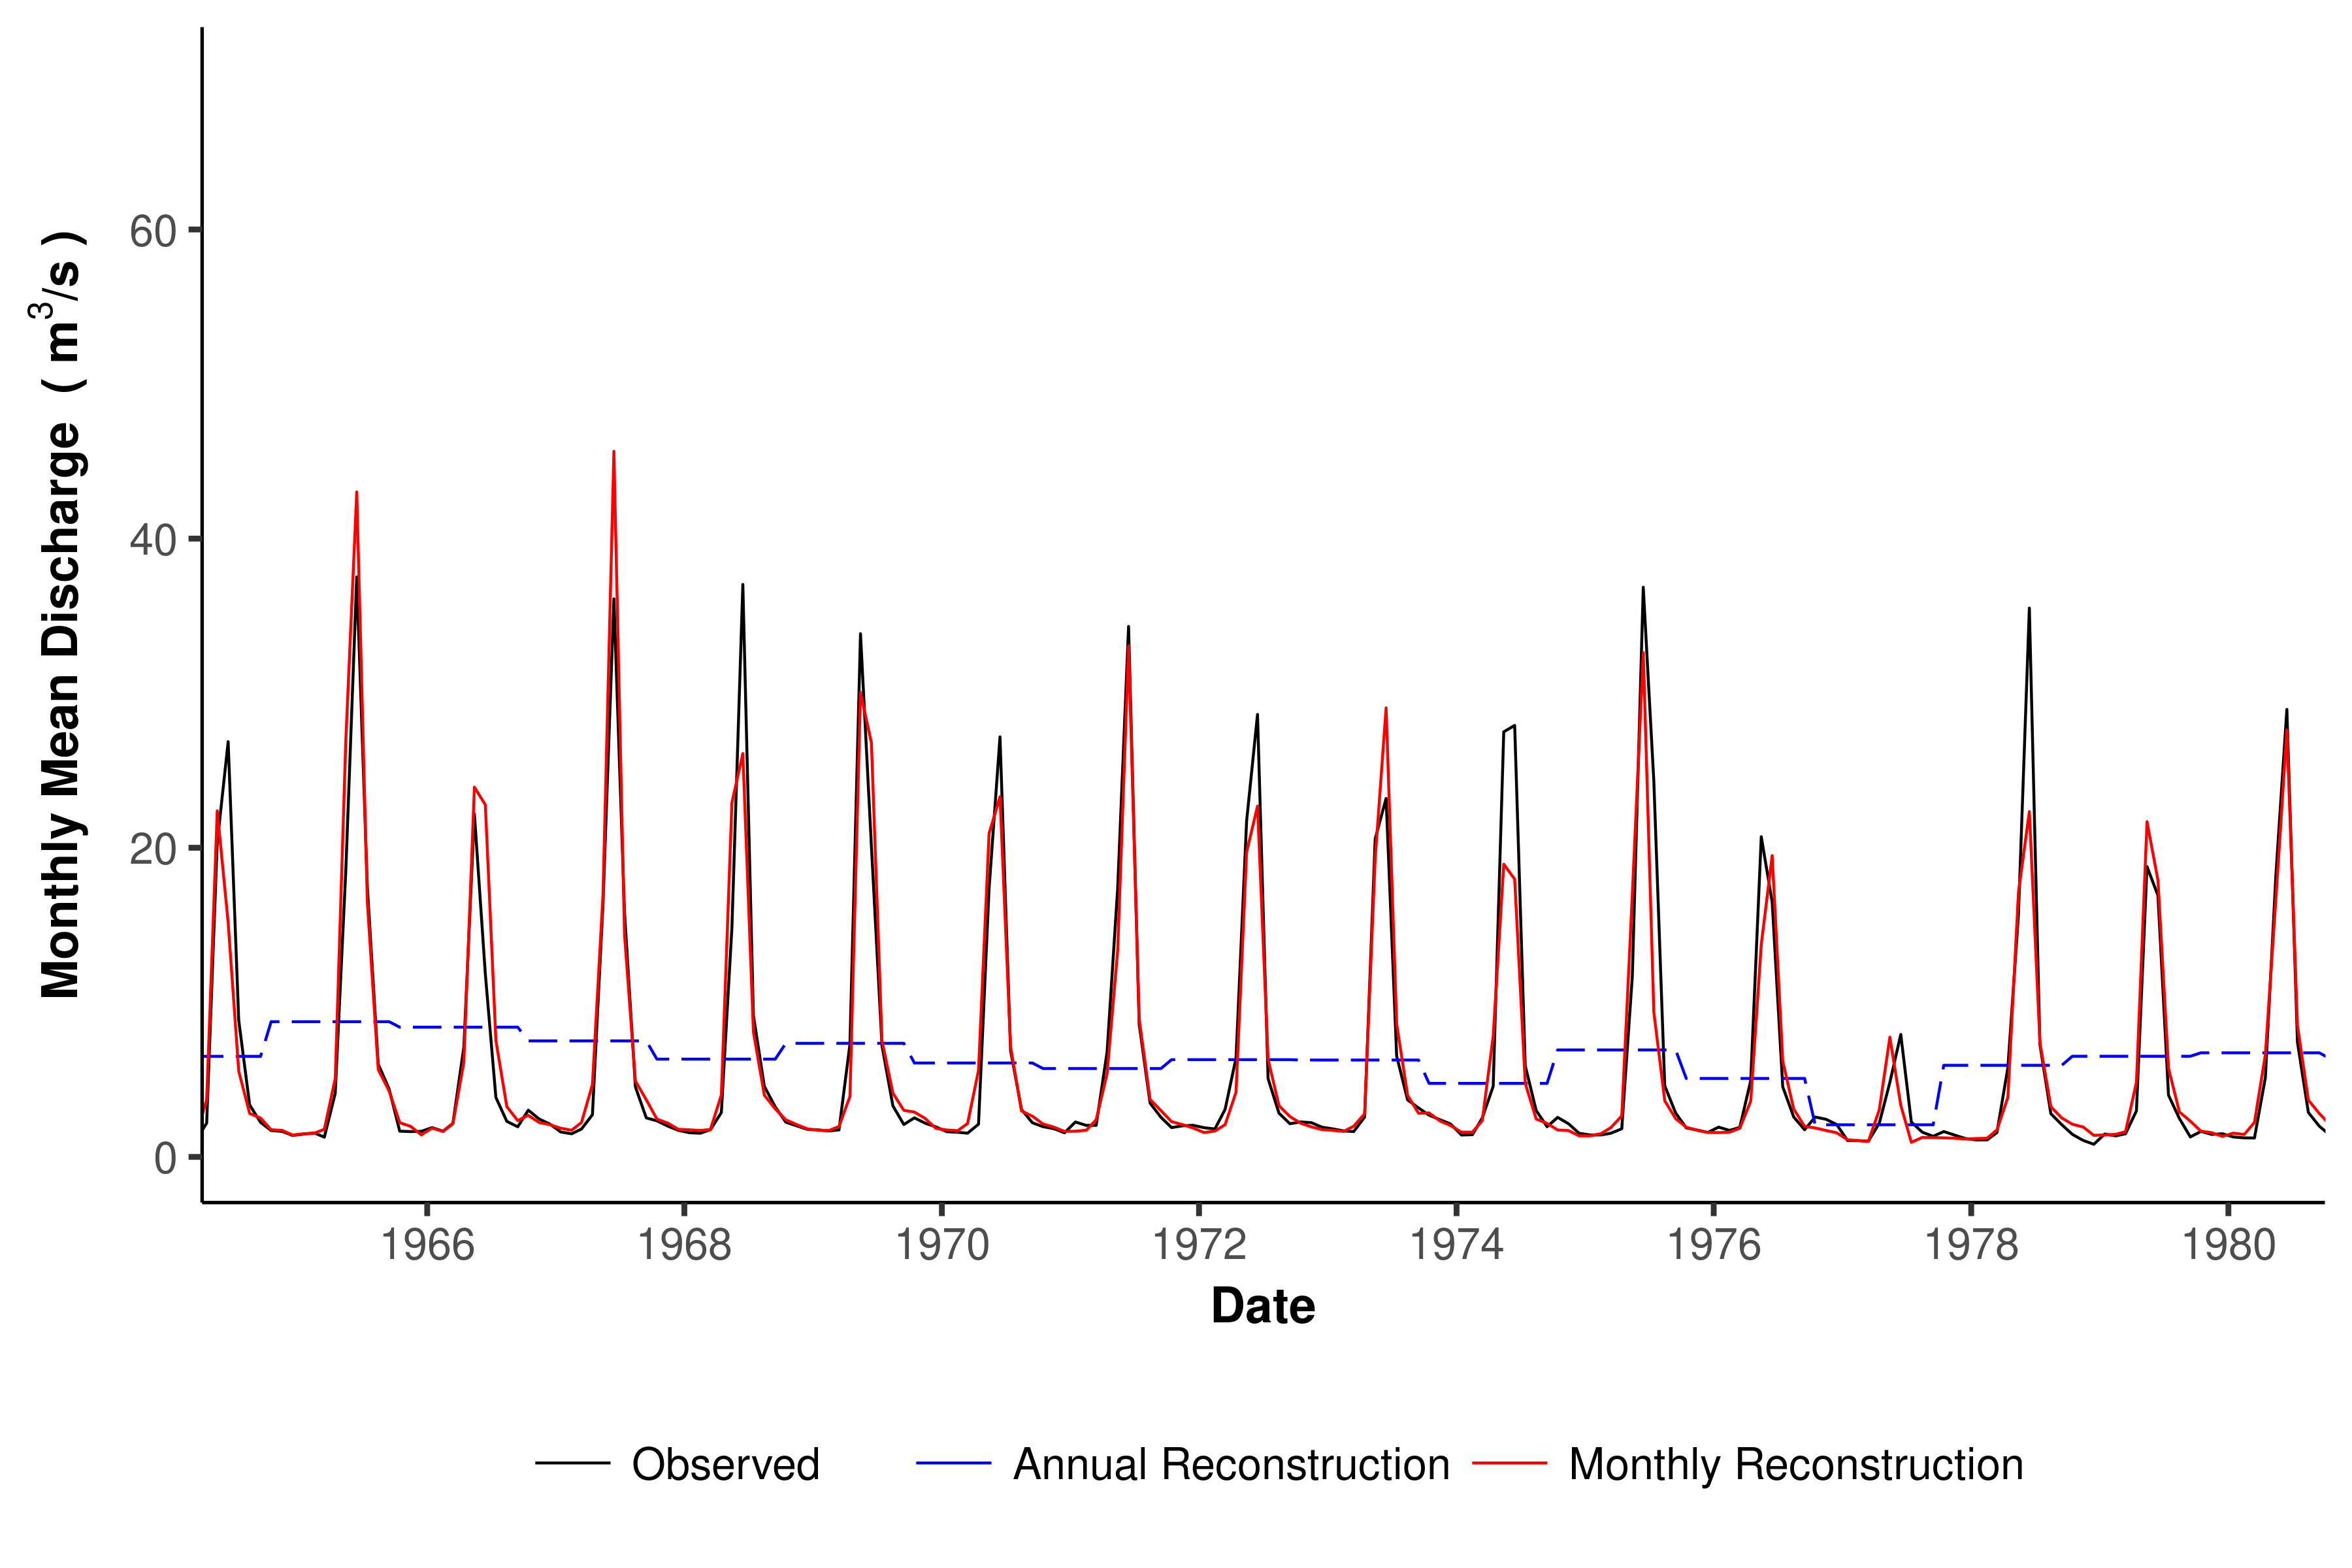 Monthly Mean Discharge ( m³/s )
60
40
20
0
1966 1968 1970 1972 1974 1976 1978 1980
Date
Observed Annual Reconstruction Monthly Reconstruction